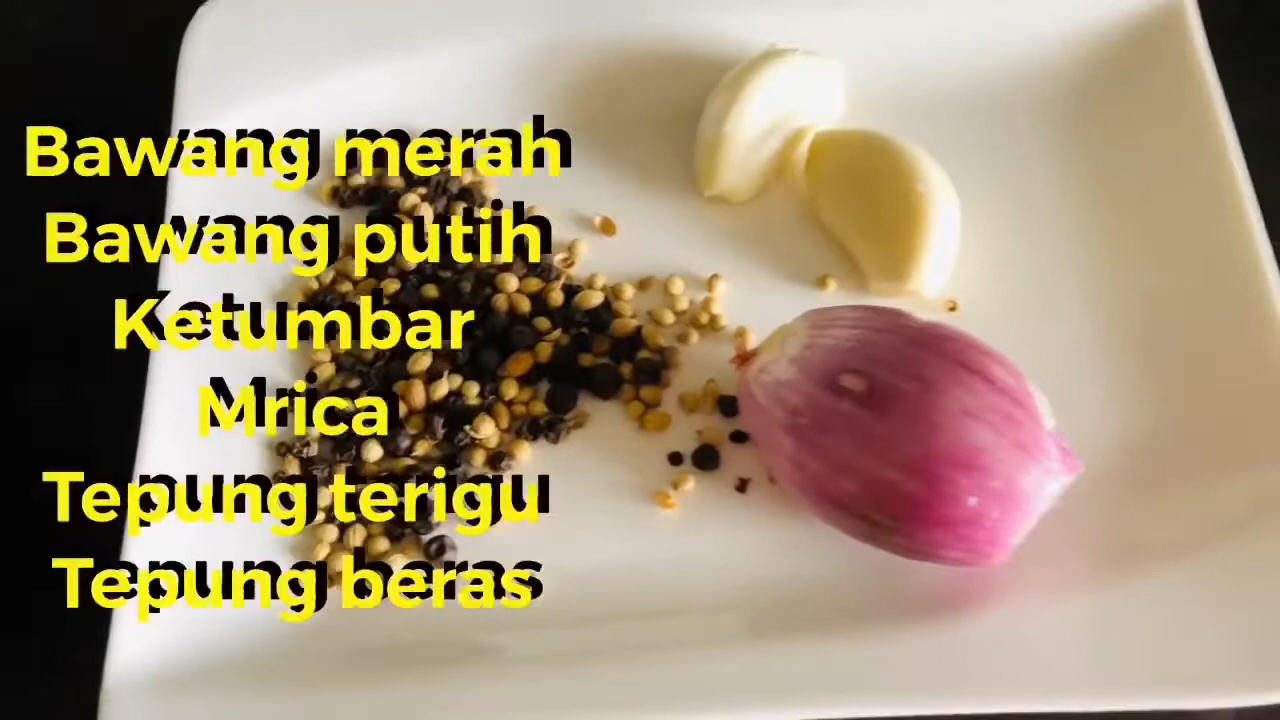 Bawang merah
Bawang putih
Ketumbar
Mrica
Tepung terigu
Tepung beras